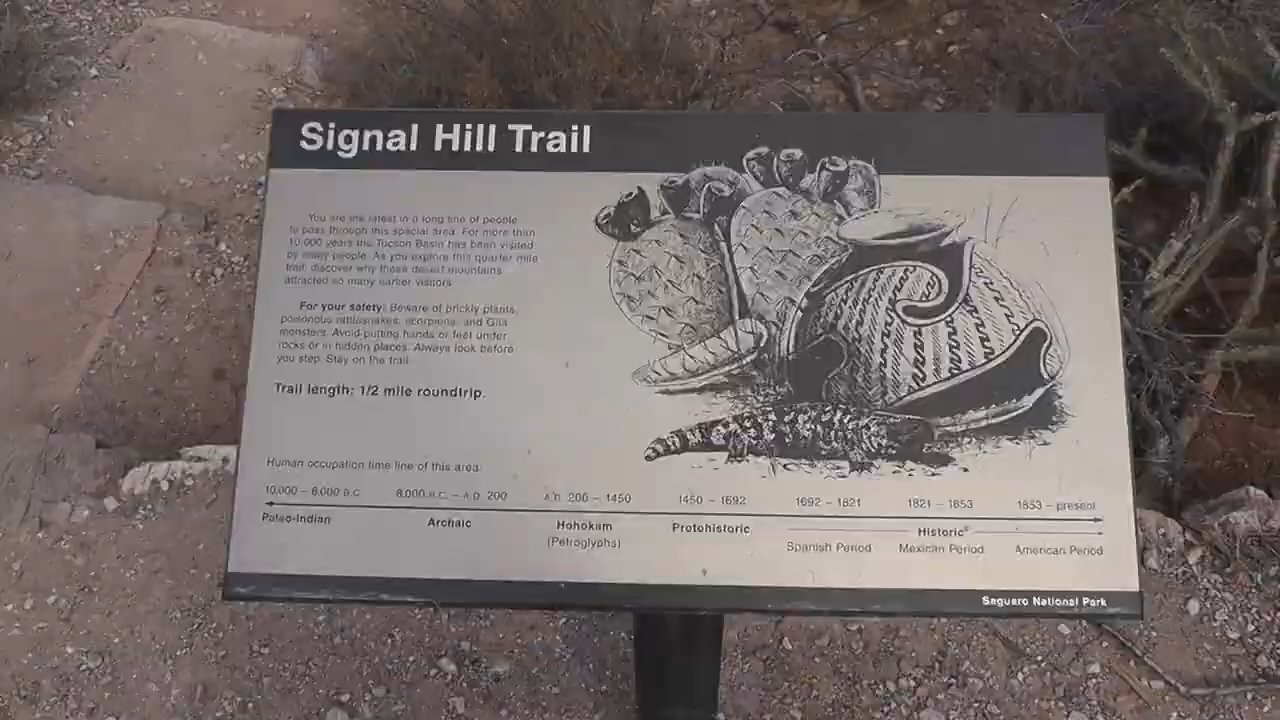 Signal Hill Trail
You are the latest in a long line of people
to pass through this special area. For more than
10,000 years the Tucson Basin has been visited
by many people. As you explore this quarter mile
trail, discover why these desert mountains
attracted so many earlier visitors.
For your safety: Beware of prickly plants,
poisonous rattlesnakes, scorpions, and Gila
monsters. Avoid putting hands or feet under
rocks or in hidden places. Always look before
you step. Stay on the trail.
Trail length: 1/2 mile roundtrip.
Human occupation time line of this area:
10,000 – 8,000 B.C. 8,000 B.C. – A.D. 200 A.D. 200 – 1450 1450 – 1692 1692 – 1821 1821 – 1853 1853 – present
Paleo-Indian Archaic Hohokam Protohistoric Historic
(Petroglyphs) Spanish Period Mexican Period American Period
Saguaro National Park